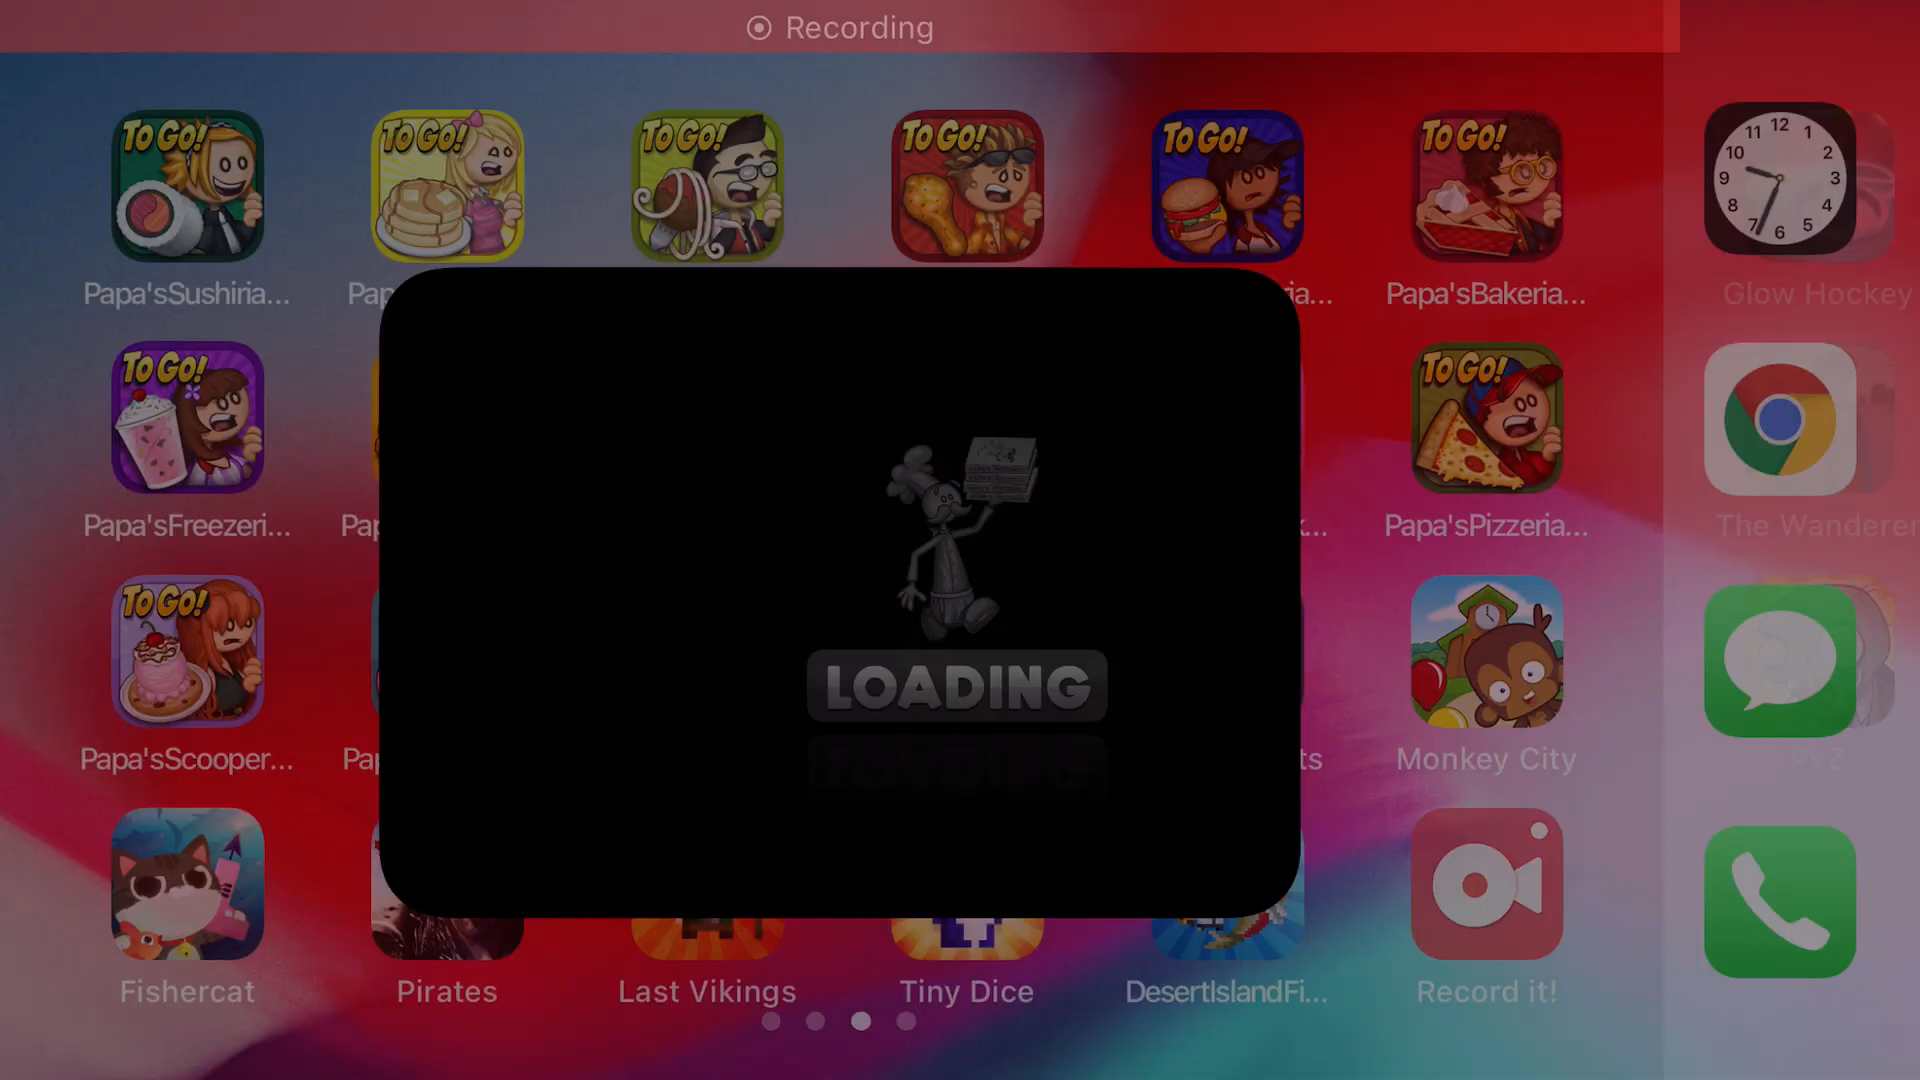 Recording
TO GO! TO GO! TO GO! TO GO! TO GO! TO GO!
11 12 1
10 2
9 3
8 4
7 6 5
Papa'sSushiria... Pap ia... Papa'sBakeria... Glow Hockey
TO GO! TO GO!
Papa'sFreezeri... Pap k... Papa'sPizzeria... The Wanderer
TO GO!
LOADING
Papa'sScooper... Pap ts Monkey City PvZ
Fishercat Pirates Last Vikings Tiny Dice DesertIslandFi... Record it!